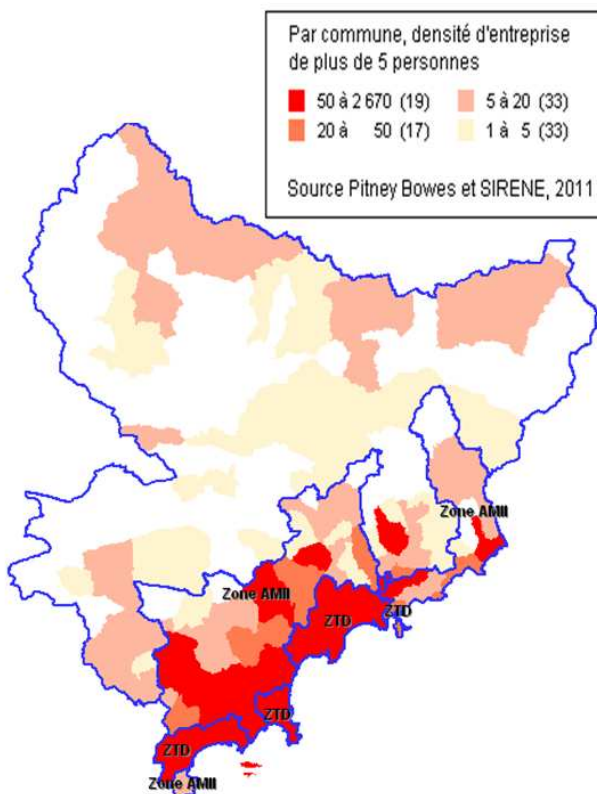 Par commune, densité d'entreprise
de plus de 5 personnes
50 à 2 670 (19)
5 à 20 (33)
20 à 50 (17)
1 à 5 (33)
Source Pitney Bowes et SIRENE, 2011
Zone AMII
Zone AMII
ZTD
ZTD
ZTD
ZTD
Zone AMII